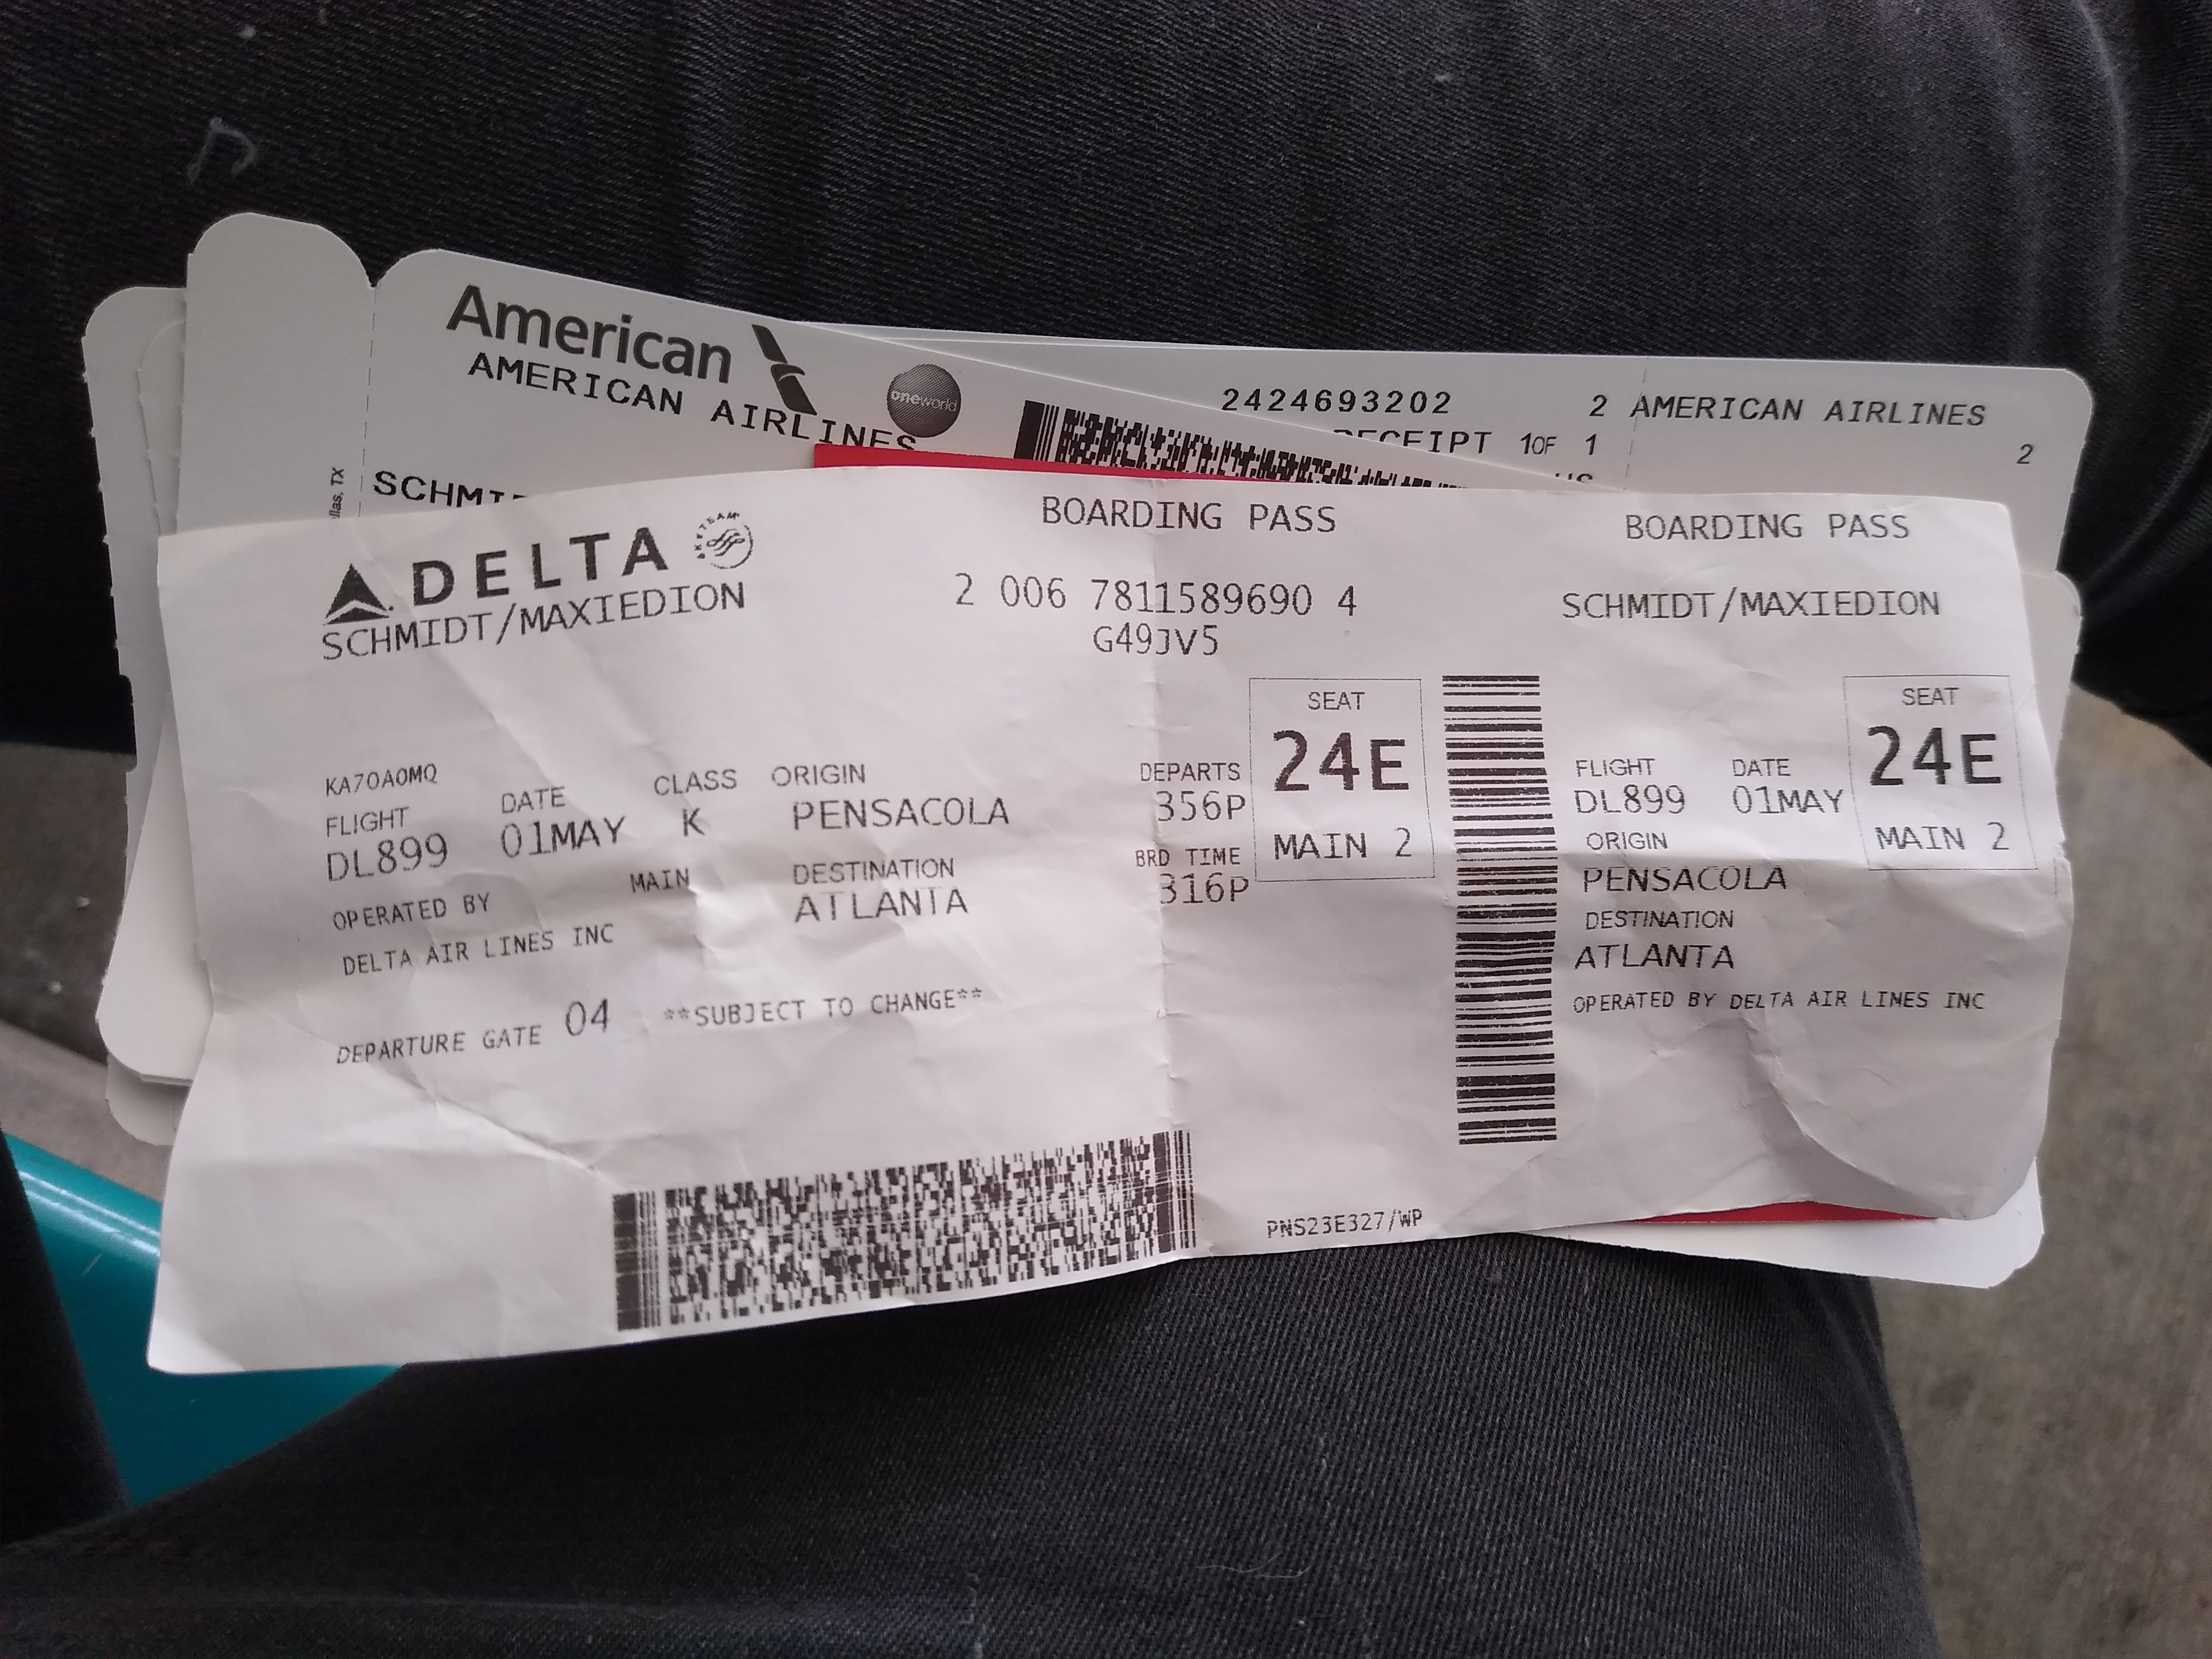 American
oneworld
AMERICAN AIRLINES
2424693202
2 AMERICAN AIRLINES
RECEIPT 1OF 1
2
US
, TX
DELTA
SKYTEAM
BOARDING PASS
BOARDING PASS
SCHMIDT/MAXIEDION
2 006 7811589690 4
SCHMIDT/MAXIEDION
G49JV5
KA70A0MQ
FLIGHT
DL899
DATE
01MAY
CLASS
K
MAIN
ORIGIN
PENSACOLA
DESTINATION
ATLANTA
DEPARTS
356P
BRD TIME
316P
SEAT
24E
MAIN 2
OPERATED BY
DELTA AIR LINES INC
DEPARTURE GATE 04 **SUBJECT TO CHANGE**
PNS23E327/WP
FLIGHT
DL899
DATE
01MAY
SEAT
24E
MAIN 2
ORIGIN
PENSACOLA
DESTINATION
ATLANTA
OPERATED BY DELTA AIR LINES INC